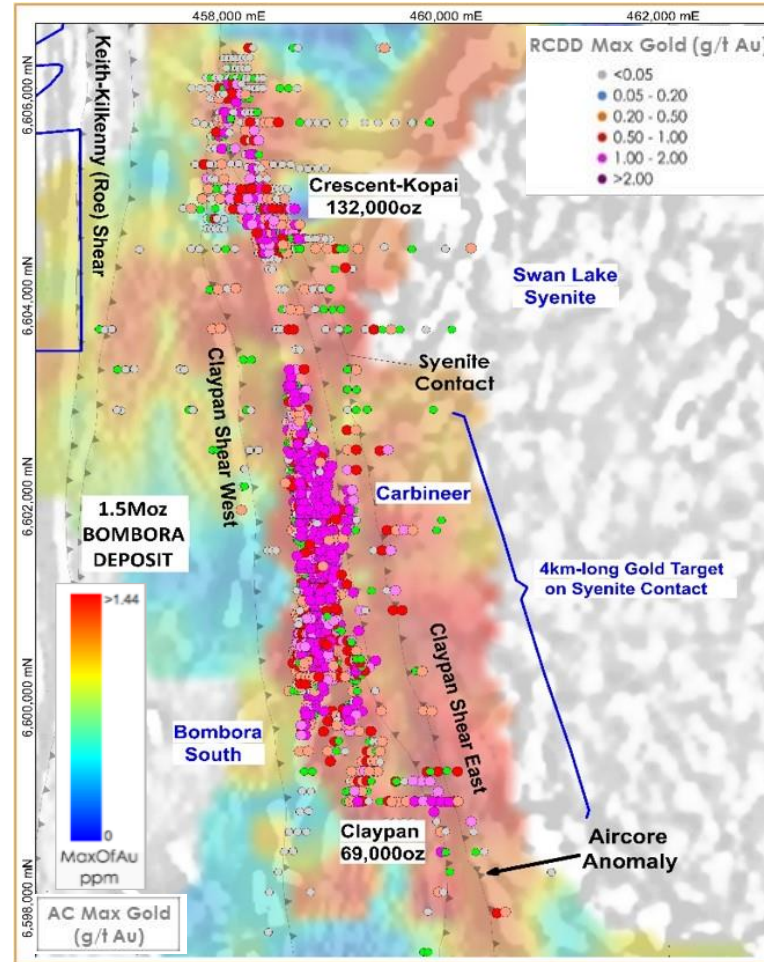 458,000 mE
460,000 mE
462,000 mE
6,606,000 mN
6,604,000 mN
6,602,000 mN
6,600,000 mN
6,598,000 mN
Keith-Kilkenny (Roe) Shear
RCDD Max Gold (g/t Au)
<0.05
0.05 - 0.20
0.20 - 0.50
0.50 - 1.00
1.00 - 2.00
>2.00
Crescent-Kopai
132,000oz
Swan Lake
Syenite
Syenite
Contact
Claypan Shear West
Carbineer
1.5Moz
BOMBORA
DEPOSIT
4km-long Gold Target
on Syenite Contact
>1.44
0
MaxOfAu
ppm
AC Max Gold
(g/t Au)
Claypan Shear East
Bombora
South
Claypan
69,000oz
Aircore
Anomaly